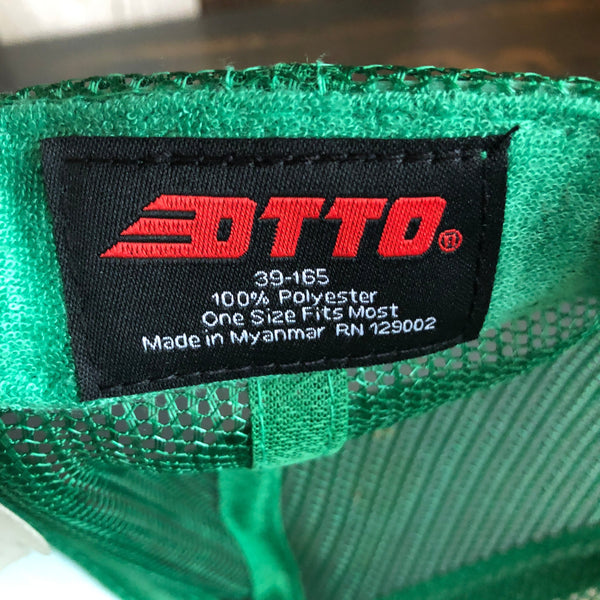 OTTO®
39-165
100% Polyester
One Size Fits Most
Made in Myanmar RN 129002